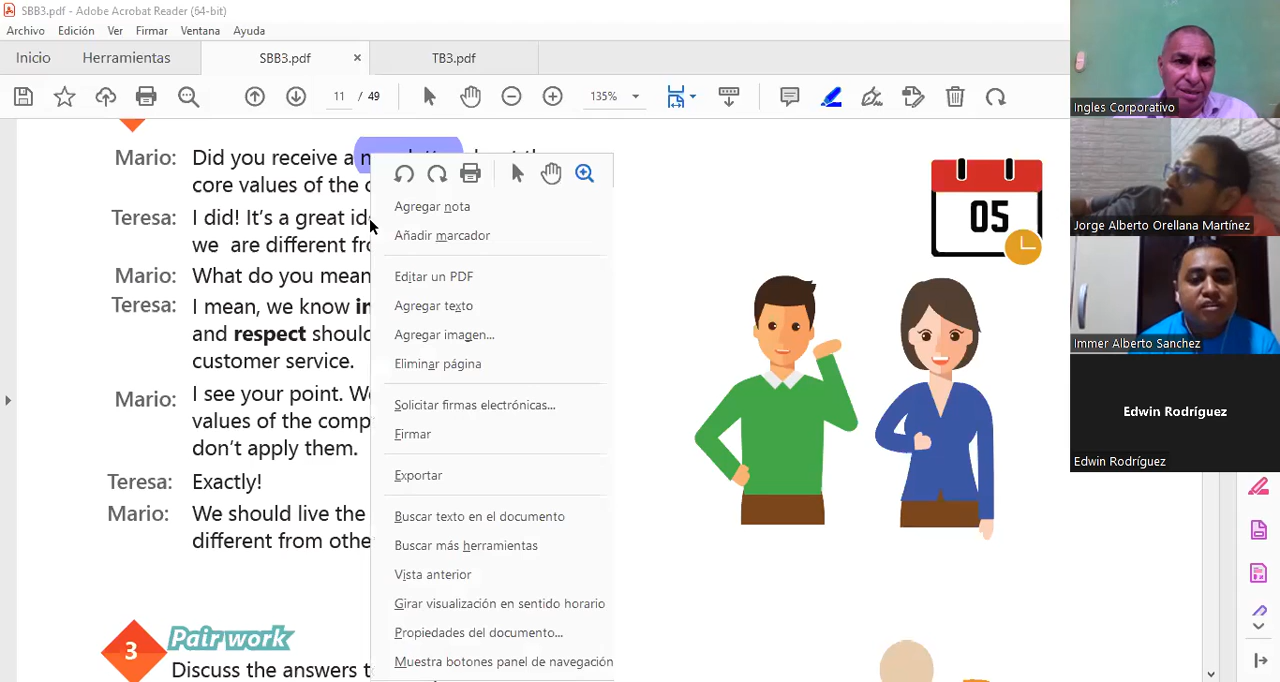 SBB3.pdf - Adobe Acrobat Reader (64-bit)
Archivo Edición Ver Firmar Ventana Ayuda
Inicio Herramientas SBB3.pdf × TB3.pdf
11 / 49 135%
Mario: Did you receive a
core values of the c
Teresa: I did! It's a great id
we are different fro
Mario: What do you mean
Teresa: I mean, we know in
and respect should
customer service.
Mario: I see your point. We
values of the comp
don't apply them.
Teresa: Exactly!
Mario: We should live the
different from othe
3
Pair work
Discuss the answers t
Agregar nota
Añadir marcador
Editar un PDF
Agregar texto
Agregar imagen...
Eliminar página
Solicitar firmas electrónicas...
Firmar
Exportar
Buscar texto en el documento
Buscar más herramientas
Vista anterior
Girar visualización en sentido horario
Propiedades del documento...
Muestra botones panel de navegación
05
Ingles Corporativo
Jorge Alberto Orellana Martínez
Immer Alberto Sanchez
Edwin Rodríguez
Edwin Rodríguez